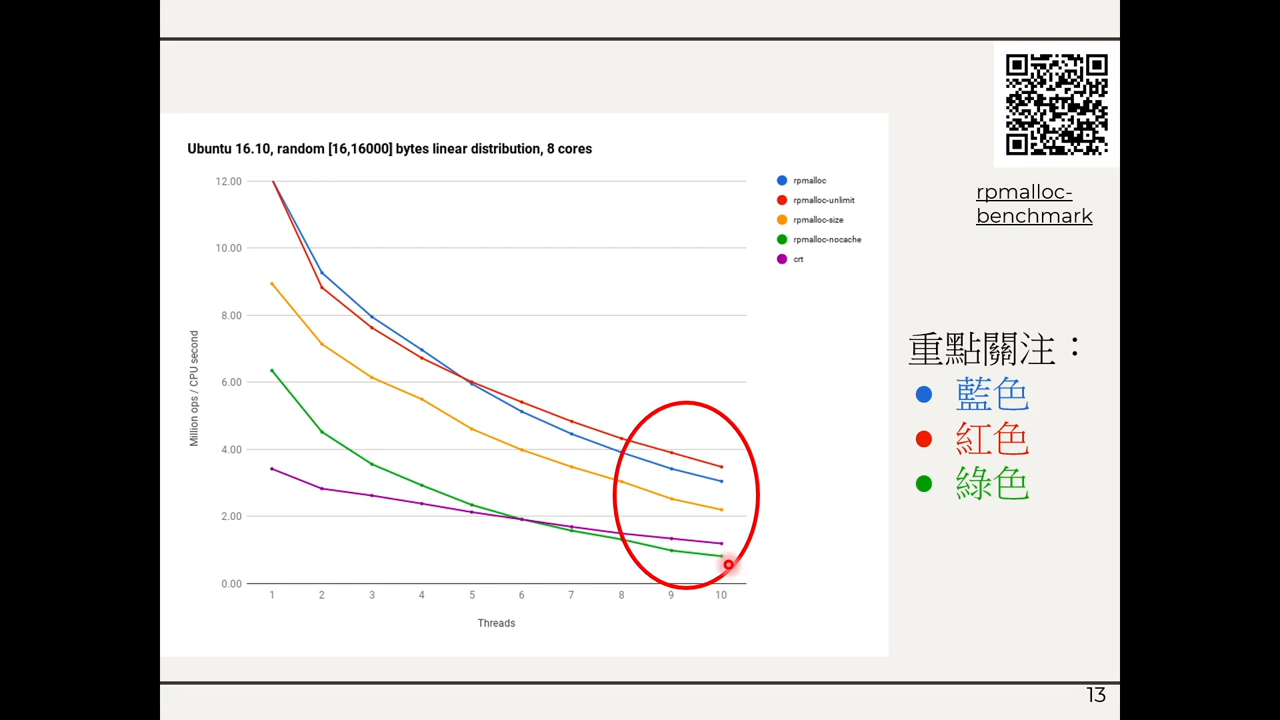 Ubuntu 16.10, random [16,16000] bytes linear distribution, 8 cores
12.00
10.00
8.00
6.00
4.00
2.00
0.00
Million ops / CPU second
1 2 3 4 5 6 7 8 9 10
Threads
rpmalloc
rpmalloc-unlimit
rpmalloc-size
rpmalloc-nocache
crt
rpmalloc-
benchmark
重點關注：
藍色
紅色
綠色
13